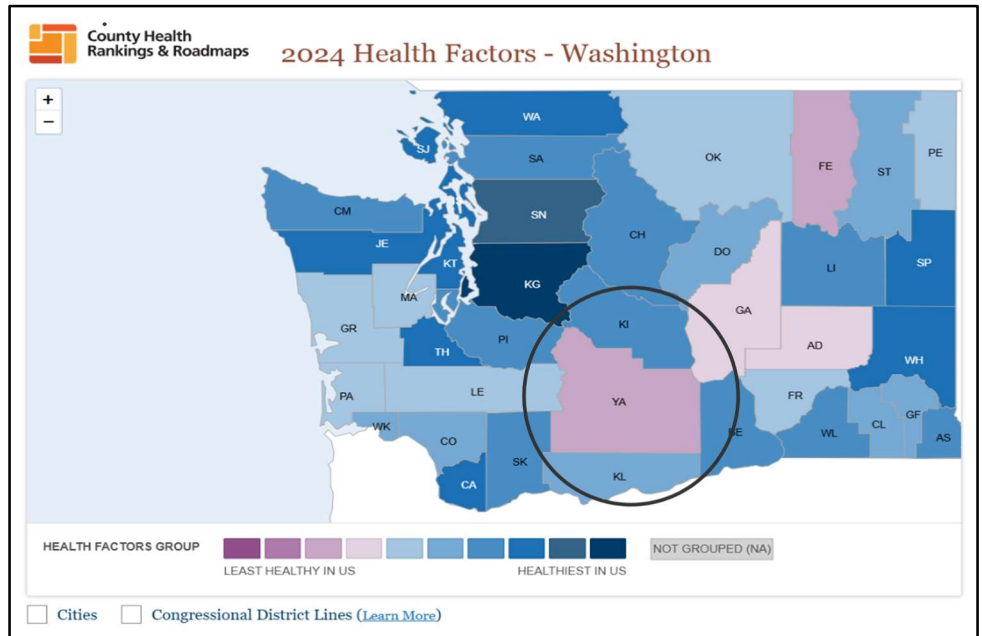 County Health
Rankings & Roadmaps
2024 Health Factors - Washington
+
−
WA
SJ
SA
OK
FE
ST
PE
CM
SN
JE
CH
KT
KG
DO
LI
SP
MA
GR
KI
GA
TH
PI
AD
WH
PA
LE
YA
FR
WK
CO
SK
KL
BE
WL
CL
GF
AS
CA
HEALTH FACTORS GROUP
NOT GROUPED (NA)
LEAST HEALTHY IN US
HEALTHIEST IN US
Cities
Congressional District Lines (Learn More)